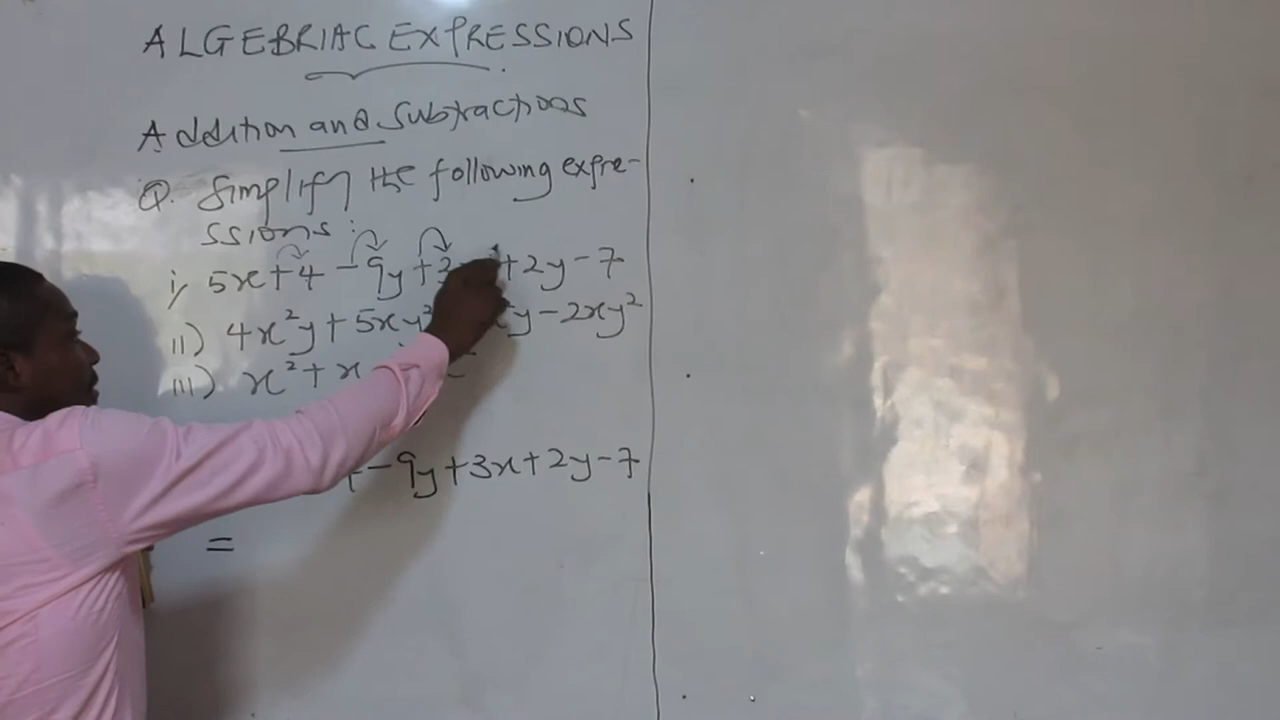 ALGEBRIAC EXPRESSIONS
Addition and Subtractions
Q. Simplify the following expre-
ssions:
i, 5x+4-9y+3 +2y-7
ii) 4x²y+5xy² y-2xy²
iii) x²+x
-9y+3x+2y-7
=